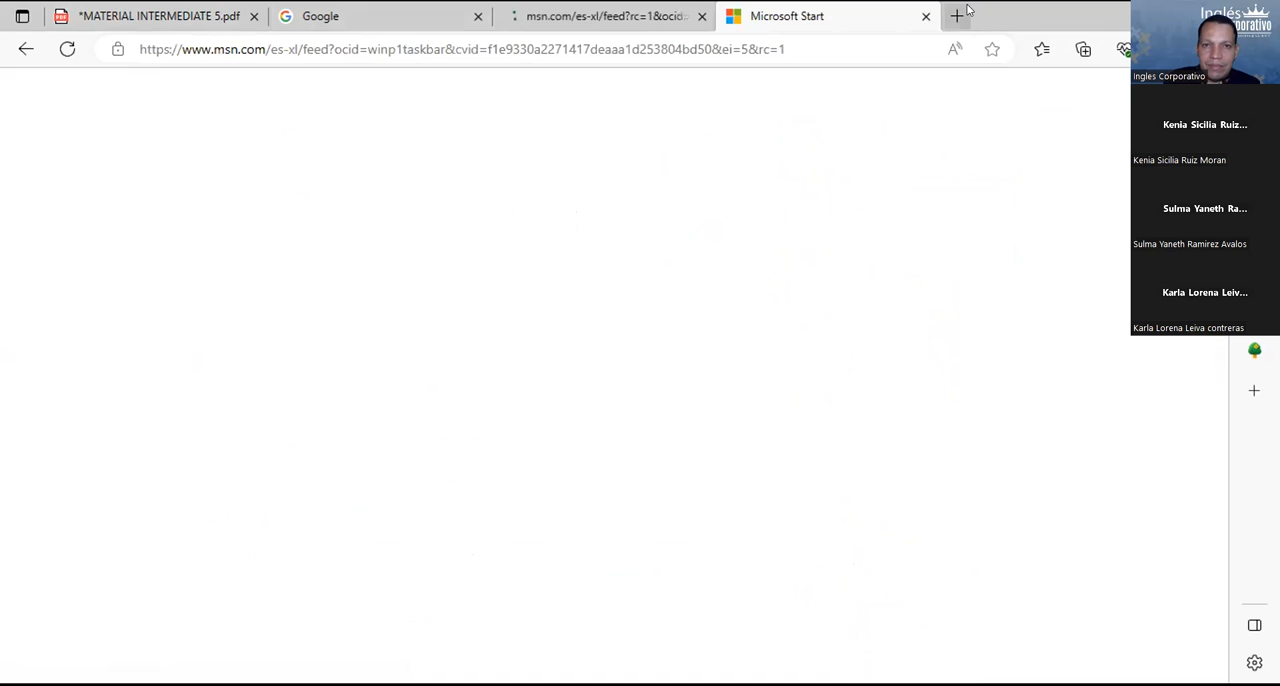 *MATERIAL INTERMEDIATE 5.pdf
Google
msn.com/es-xl/feed?rc=1&ocid=
Microsoft Start
https://www.msn.com/es-xl/feed?ocid=winp1taskbar&cvid=f1e9330a2271417deaaa1d253804bd50&ei=5&rc=1
Inglés
Ingles Corporativo
Kenia Sicilia Ruiz...
Kenia Sicilia Ruiz Moran
Sulma Yaneth Ra...
Sulma Yaneth Ramirez Avalos
Karla Lorena Leiv...
Karla Lorena Leiva contreras